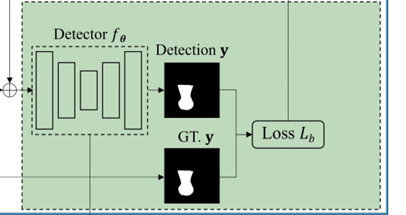 Detector f_θ
Detection y
GT. y
Loss L_b